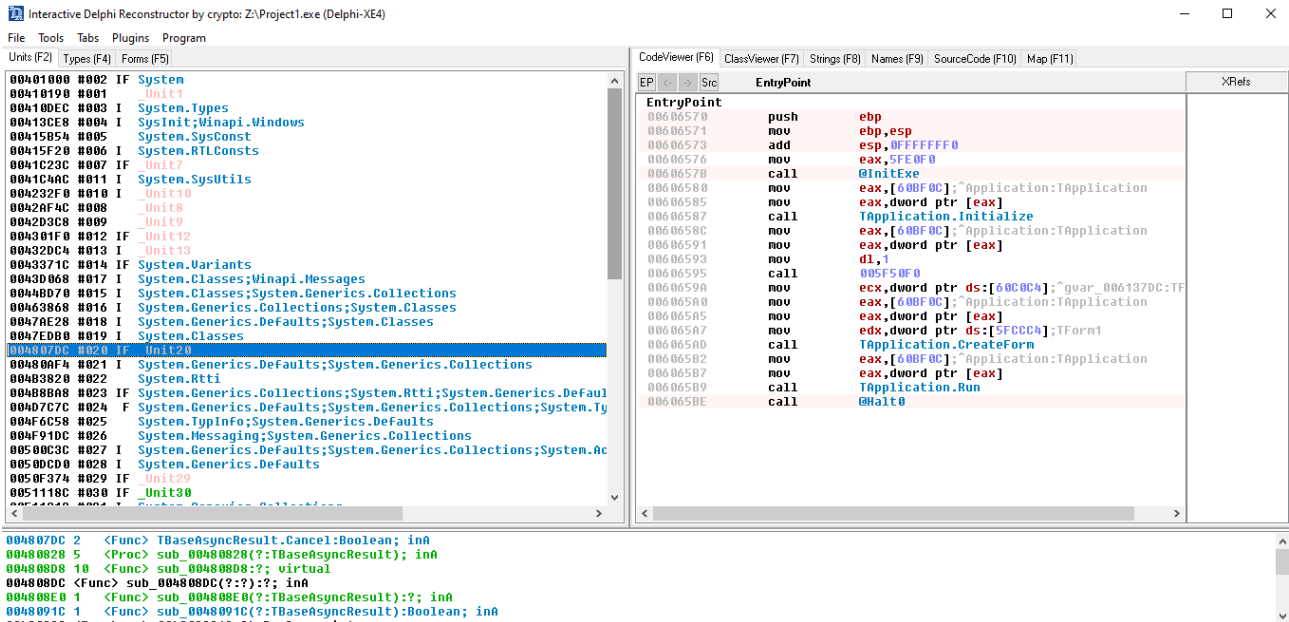 Interactive Delphi Reconstructor by crypto: Z:\Project1.exe (Delphi-XE4)
File Tools Tabs Plugins Program
Units (F2) Types (F4) Forms (F5)
00401000 #002 IF System
00410190 #001 _Unit1
00410DEC #003 I System.Types
00413CE8 #004 I SysInit;Winapi.Windows
00415B54 #005 System.SysConst
00415F20 #006 I System.RTLConsts
0041C23C #007 IF _Unit7
0041C4AC #011 I System.SysUtils
004232F0 #010 I _Unit10
0042AF4C #008 _Unit8
0042D3C8 #009 _Unit9
004301F0 #012 IF _Unit12
00432DC4 #013 I _Unit13
0043371C #014 IF System.Variants
0043D068 #017 I System.Classes;Winapi.Messages
0044BD70 #015 I System.Classes;System.Generics.Collections
00463868 #016 I System.Generics.Collections;System.Classes
0047AE28 #018 I System.Generics.Defaults;System.Classes
0047EDB0 #019 I System.Classes
004807DC #020 IF _Unit20
00480AF4 #021 I System.Generics.Defaults;System.Generics.Collections
004B3820 #022 System.Rtti
004B8BA8 #023 IF System.Generics.Collections;System.Rtti;System.Generics.Defaul
004D7C7C #024 F System.Generics.Defaults;System.Generics.Collections;System.Ty
004F6C58 #025 System.TypInfo;System.Generics.Defaults
004F91DC #026 System.Messaging;System.Generics.Collections
00500C3C #027 I System.Generics.Defaults;System.Generics.Collections;System.Ac
0050DCD0 #028 I System.Generics.Defaults
0050F374 #029 IF _Unit29
0051118C #030 IF _Unit30
CodeViewer (F6) ClassViewer (F7) Strings (F8) Names (F9) SourceCode (F10) Map (F11)
EP <- -> Src EntryPoint XRefs
EntryPoint
00606570 push ebp
00606571 mov ebp,esp
00606573 add esp,0FFFFFFF0
00606576 mov eax,5FE0F0
0060657B call @InitExe
00606580 mov eax,[60BF0C];^Application:TApplication
00606585 mov eax,dword ptr [eax]
00606587 call TApplication.Initialize
0060658C mov eax,[60BF0C];^Application:TApplication
00606591 mov eax,dword ptr [eax]
00606593 mov dl,1
00606595 call 005F50F0
0060659A mov ecx,dword ptr ds:[60C0C4];^gvar_006137DC:TF
006065A0 mov eax,[60BF0C];^Application:TApplication
006065A5 mov eax,dword ptr [eax]
006065A7 mov edx,dword ptr ds:[5FCCC4];TForm1
006065AD call TApplication.CreateForm
006065B2 mov eax,[60BF0C];^Application:TApplication
006065B7 mov eax,dword ptr [eax]
006065B9 call TApplication.Run
006065BE call @Halt0
004807DC 2 <Func> TBaseAsyncResult.Cancel:Boolean; inA
00480828 5 <Proc> sub_00480828(?:TBaseAsyncResult); inA
004808D8 10 <Func> sub_004808D8:?; virtual
004808DC <Func> sub_004808DC(?:?):?; inA
004808E0 1 <Func> sub_004808E0(?:TBaseAsyncResult):?; inA
0048091C 1 <Func> sub_0048091C(?:TBaseAsyncResult):Boolean; inA